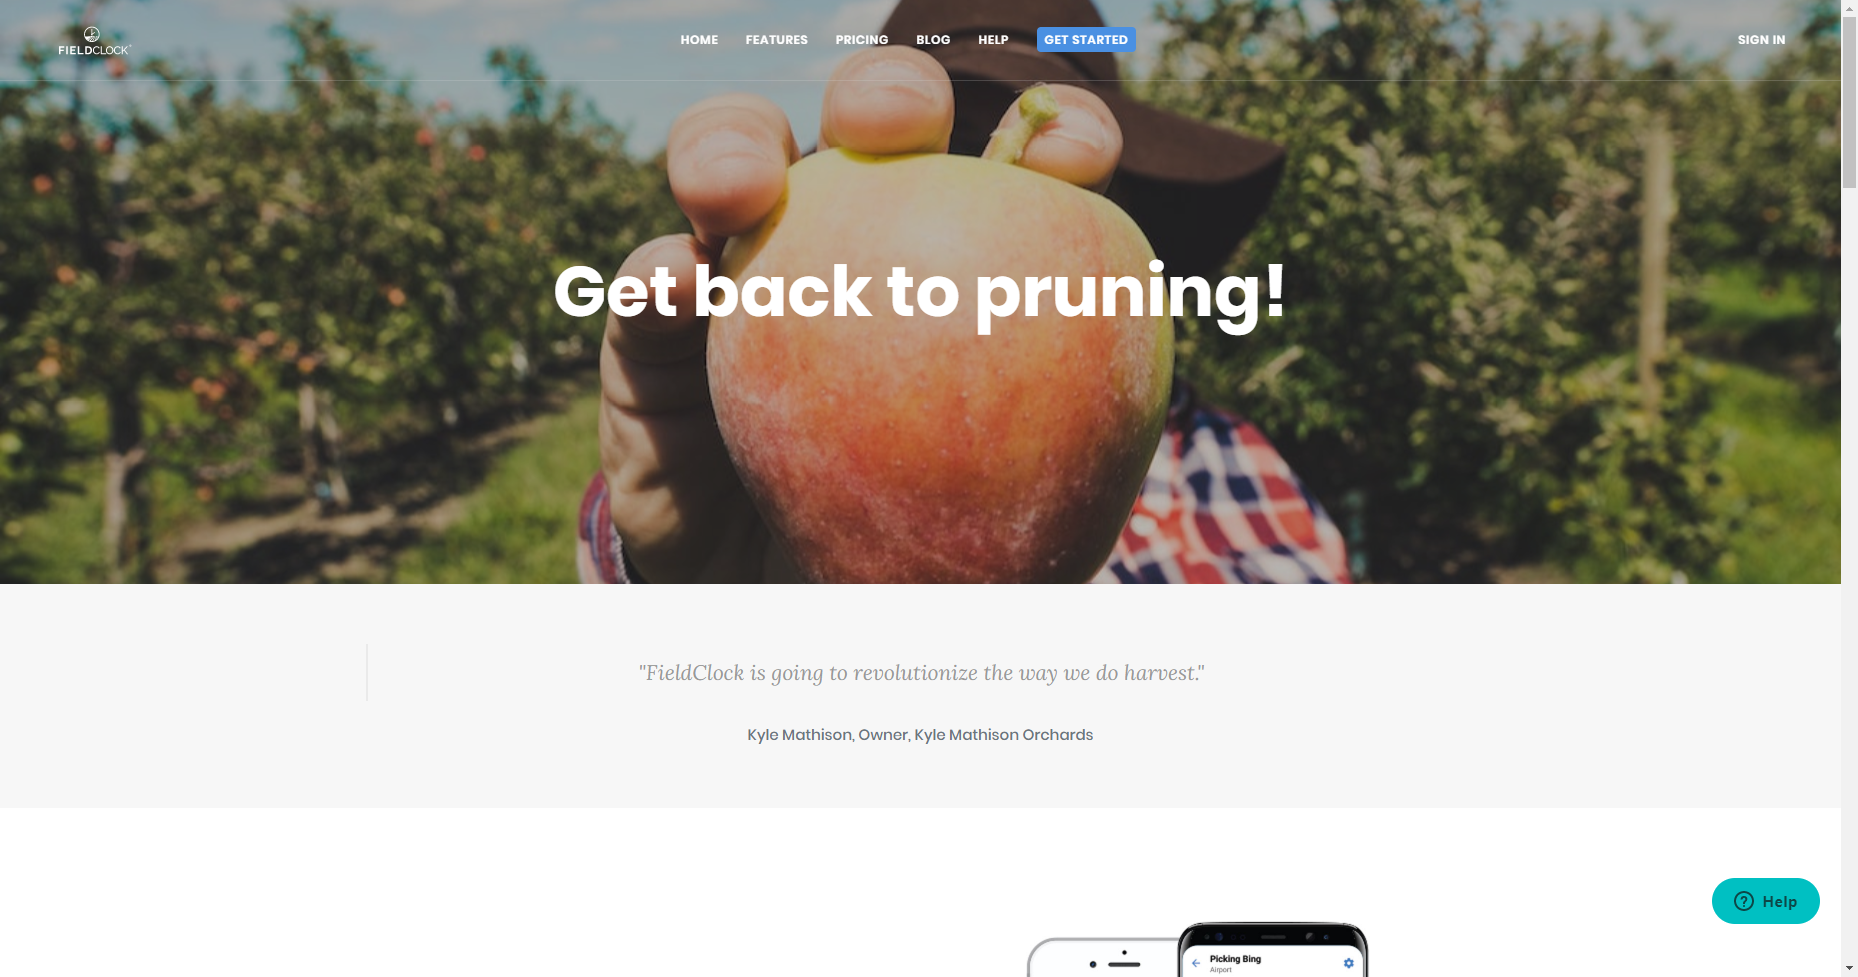 FIELDCLOCK
HOME FEATURES PRICING BLOG HELP GET STARTED SIGN IN
Get back to pruning!
"FieldClock is going to revolutionize the way we do harvest."
Kyle Mathison, Owner, Kyle Mathison Orchards
Help
Picking Bing
Airport